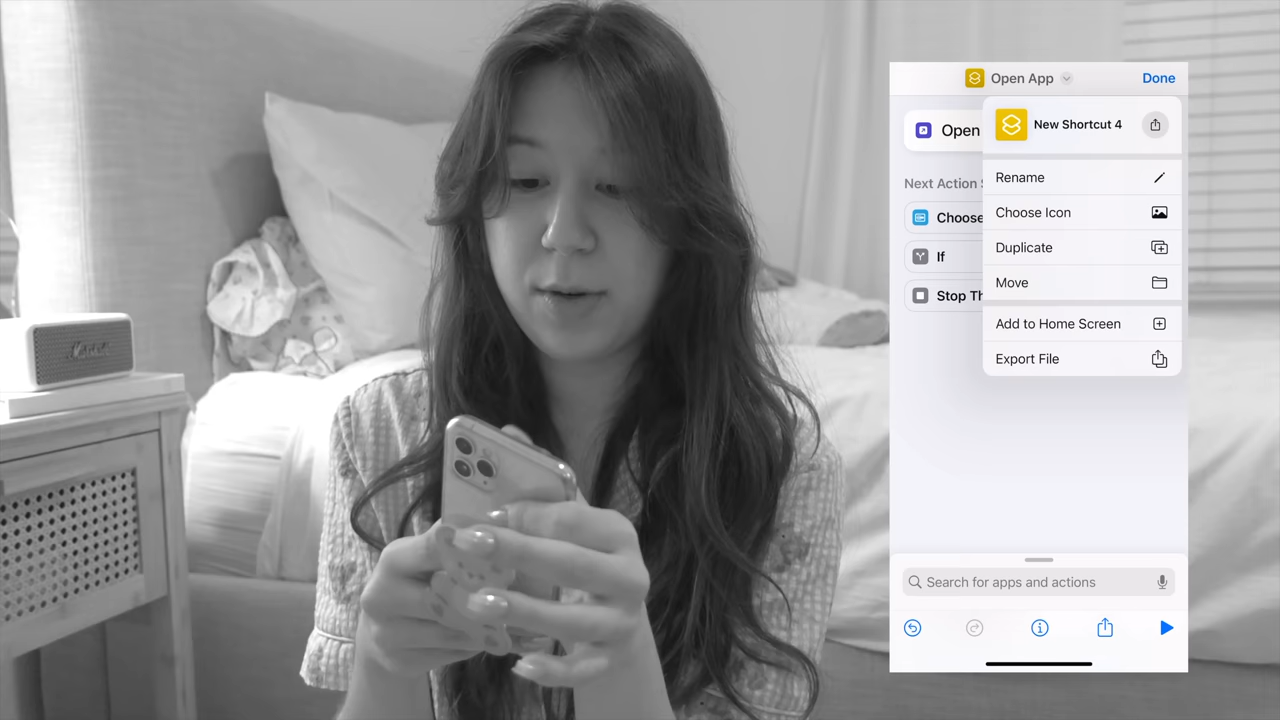 Open App
Done
Open
New Shortcut 4
Rename
Next Action
Choose Icon
Choose
Duplicate
If
Move
Stop Th
Add to Home Screen
Export File
Marshall
Search for apps and actions